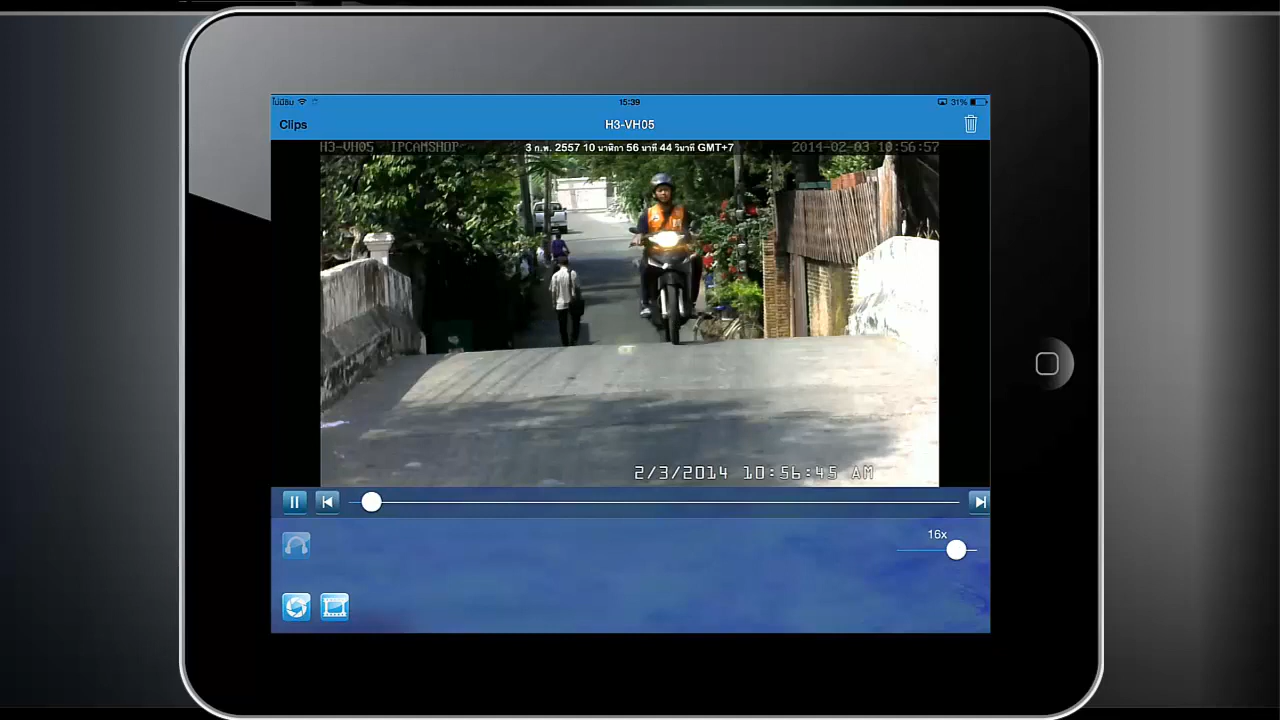 ไม่มีซิม 15:39 31%
Clips H3-VH05
H3-VH05 IPCAMSHOP 3 ก.พ. 2557 10 นาฬิกา 56 นาที 44 วินาที GMT+7 2014-02-03 10:56:57
2/3/2014 10:56:45 AM
16x